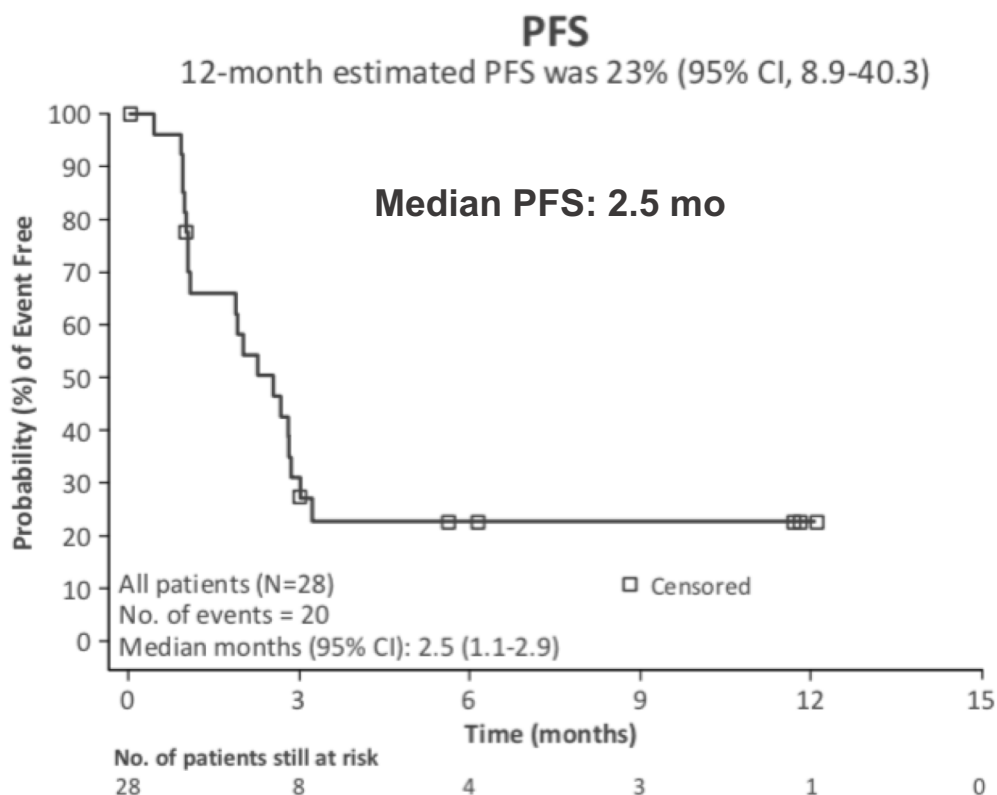 PFS
12-month estimated PFS was 23% (95% CI, 8.9-40.3)
Median PFS: 2.5 mo
Probability (%) of Event Free
100
90
80
70
60
50
40
30
20
10
0
All patients (N=28)
No. of events = 20
Median months (95% CI): 2.5 (1.1-2.9)
Censored
0 3 6 9 12 15
Time (months)
No. of patients still at risk
28 8 4 3 1 0